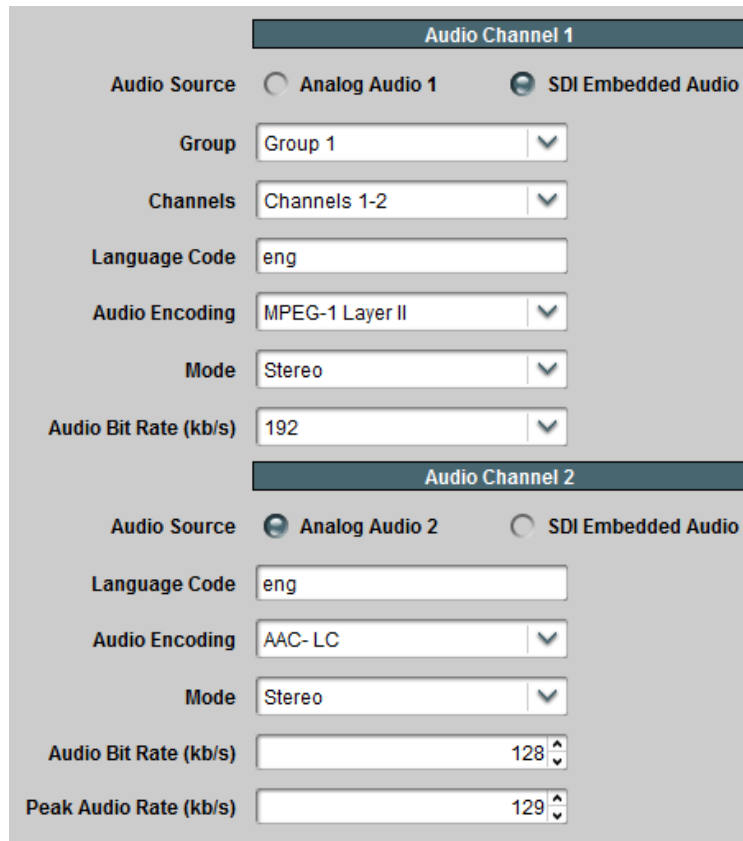 Audio Channel 1
Audio Source Analog Audio 1 SDI Embedded Audio
Group Group 1
Channels Channels 1-2
Language Code eng
Audio Encoding MPEG-1 Layer II
Mode Stereo
Audio Bit Rate (kb/s) 192
Audio Channel 2
Audio Source Analog Audio 2 SDI Embedded Audio
Language Code eng
Audio Encoding AAC- LC
Mode Stereo
Audio Bit Rate (kb/s) 128
Peak Audio Rate (kb/s) 129